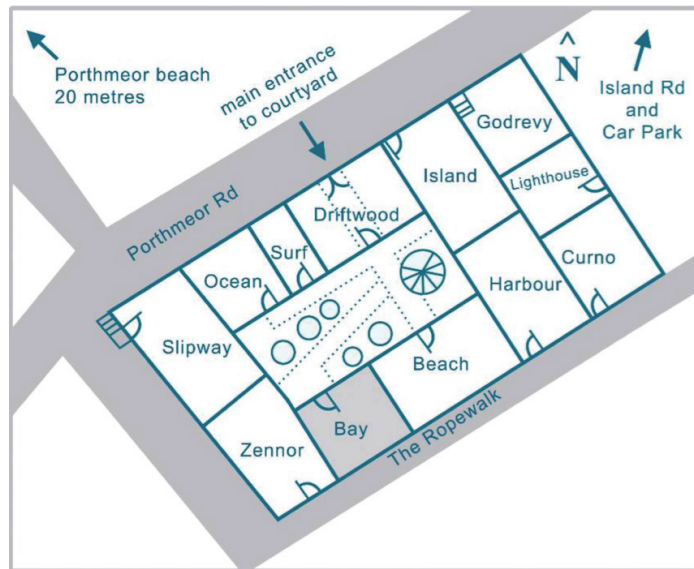 Porthmeor beach
20 metres
main entrance
to courtyard
N
Island Rd
and
Car Park
Porthmeor Rd
Godrevy
Island
Lighthouse
Driftwood
Surf
Ocean
Curno
Harbour
Slipway
Beach
Bay
Zennor
The Ropewalk